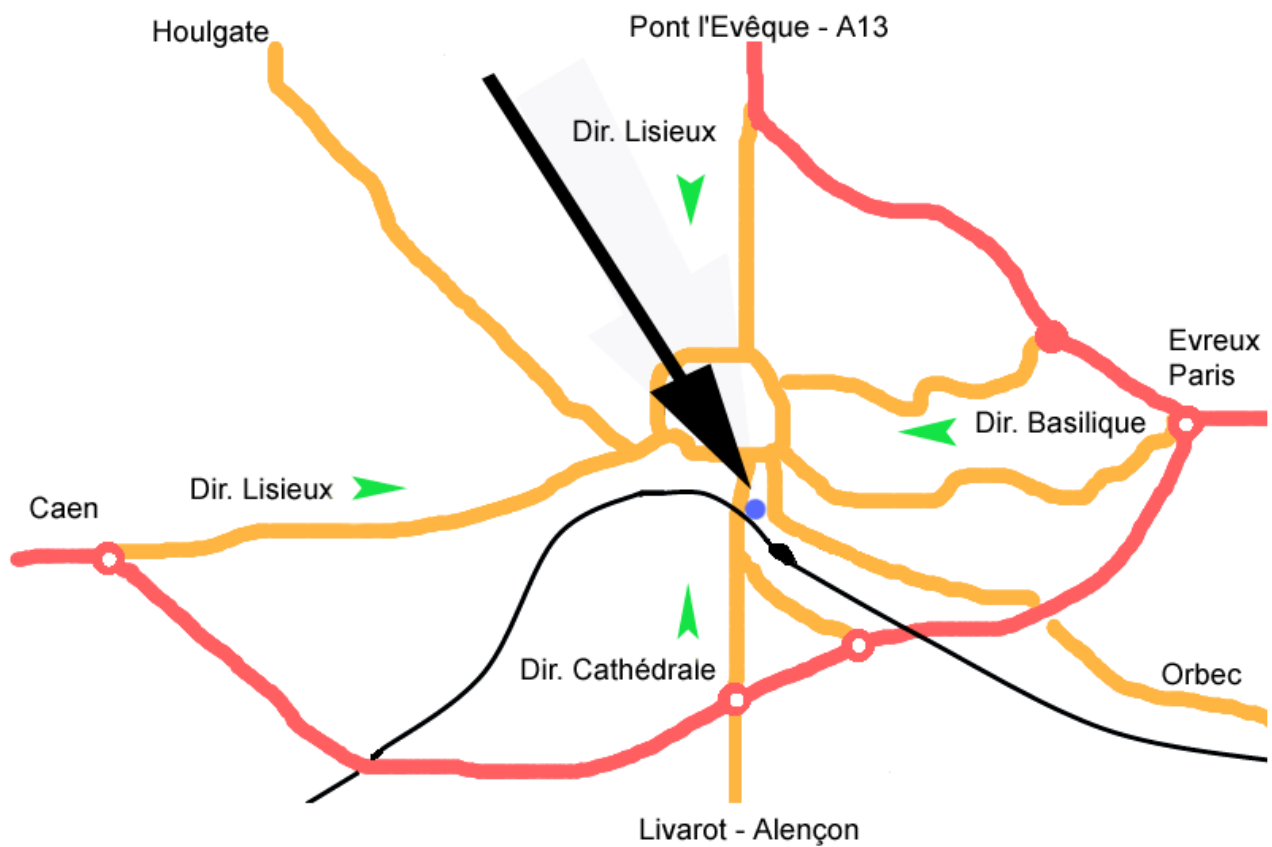 Houlgate
Pont l'Evêque - A13
Dir. Lisieux
Evreux
Paris
Dir. Basilique
Dir. Lisieux
Caen
Dir. Cathédrale
Orbec
Livarot - Alençon